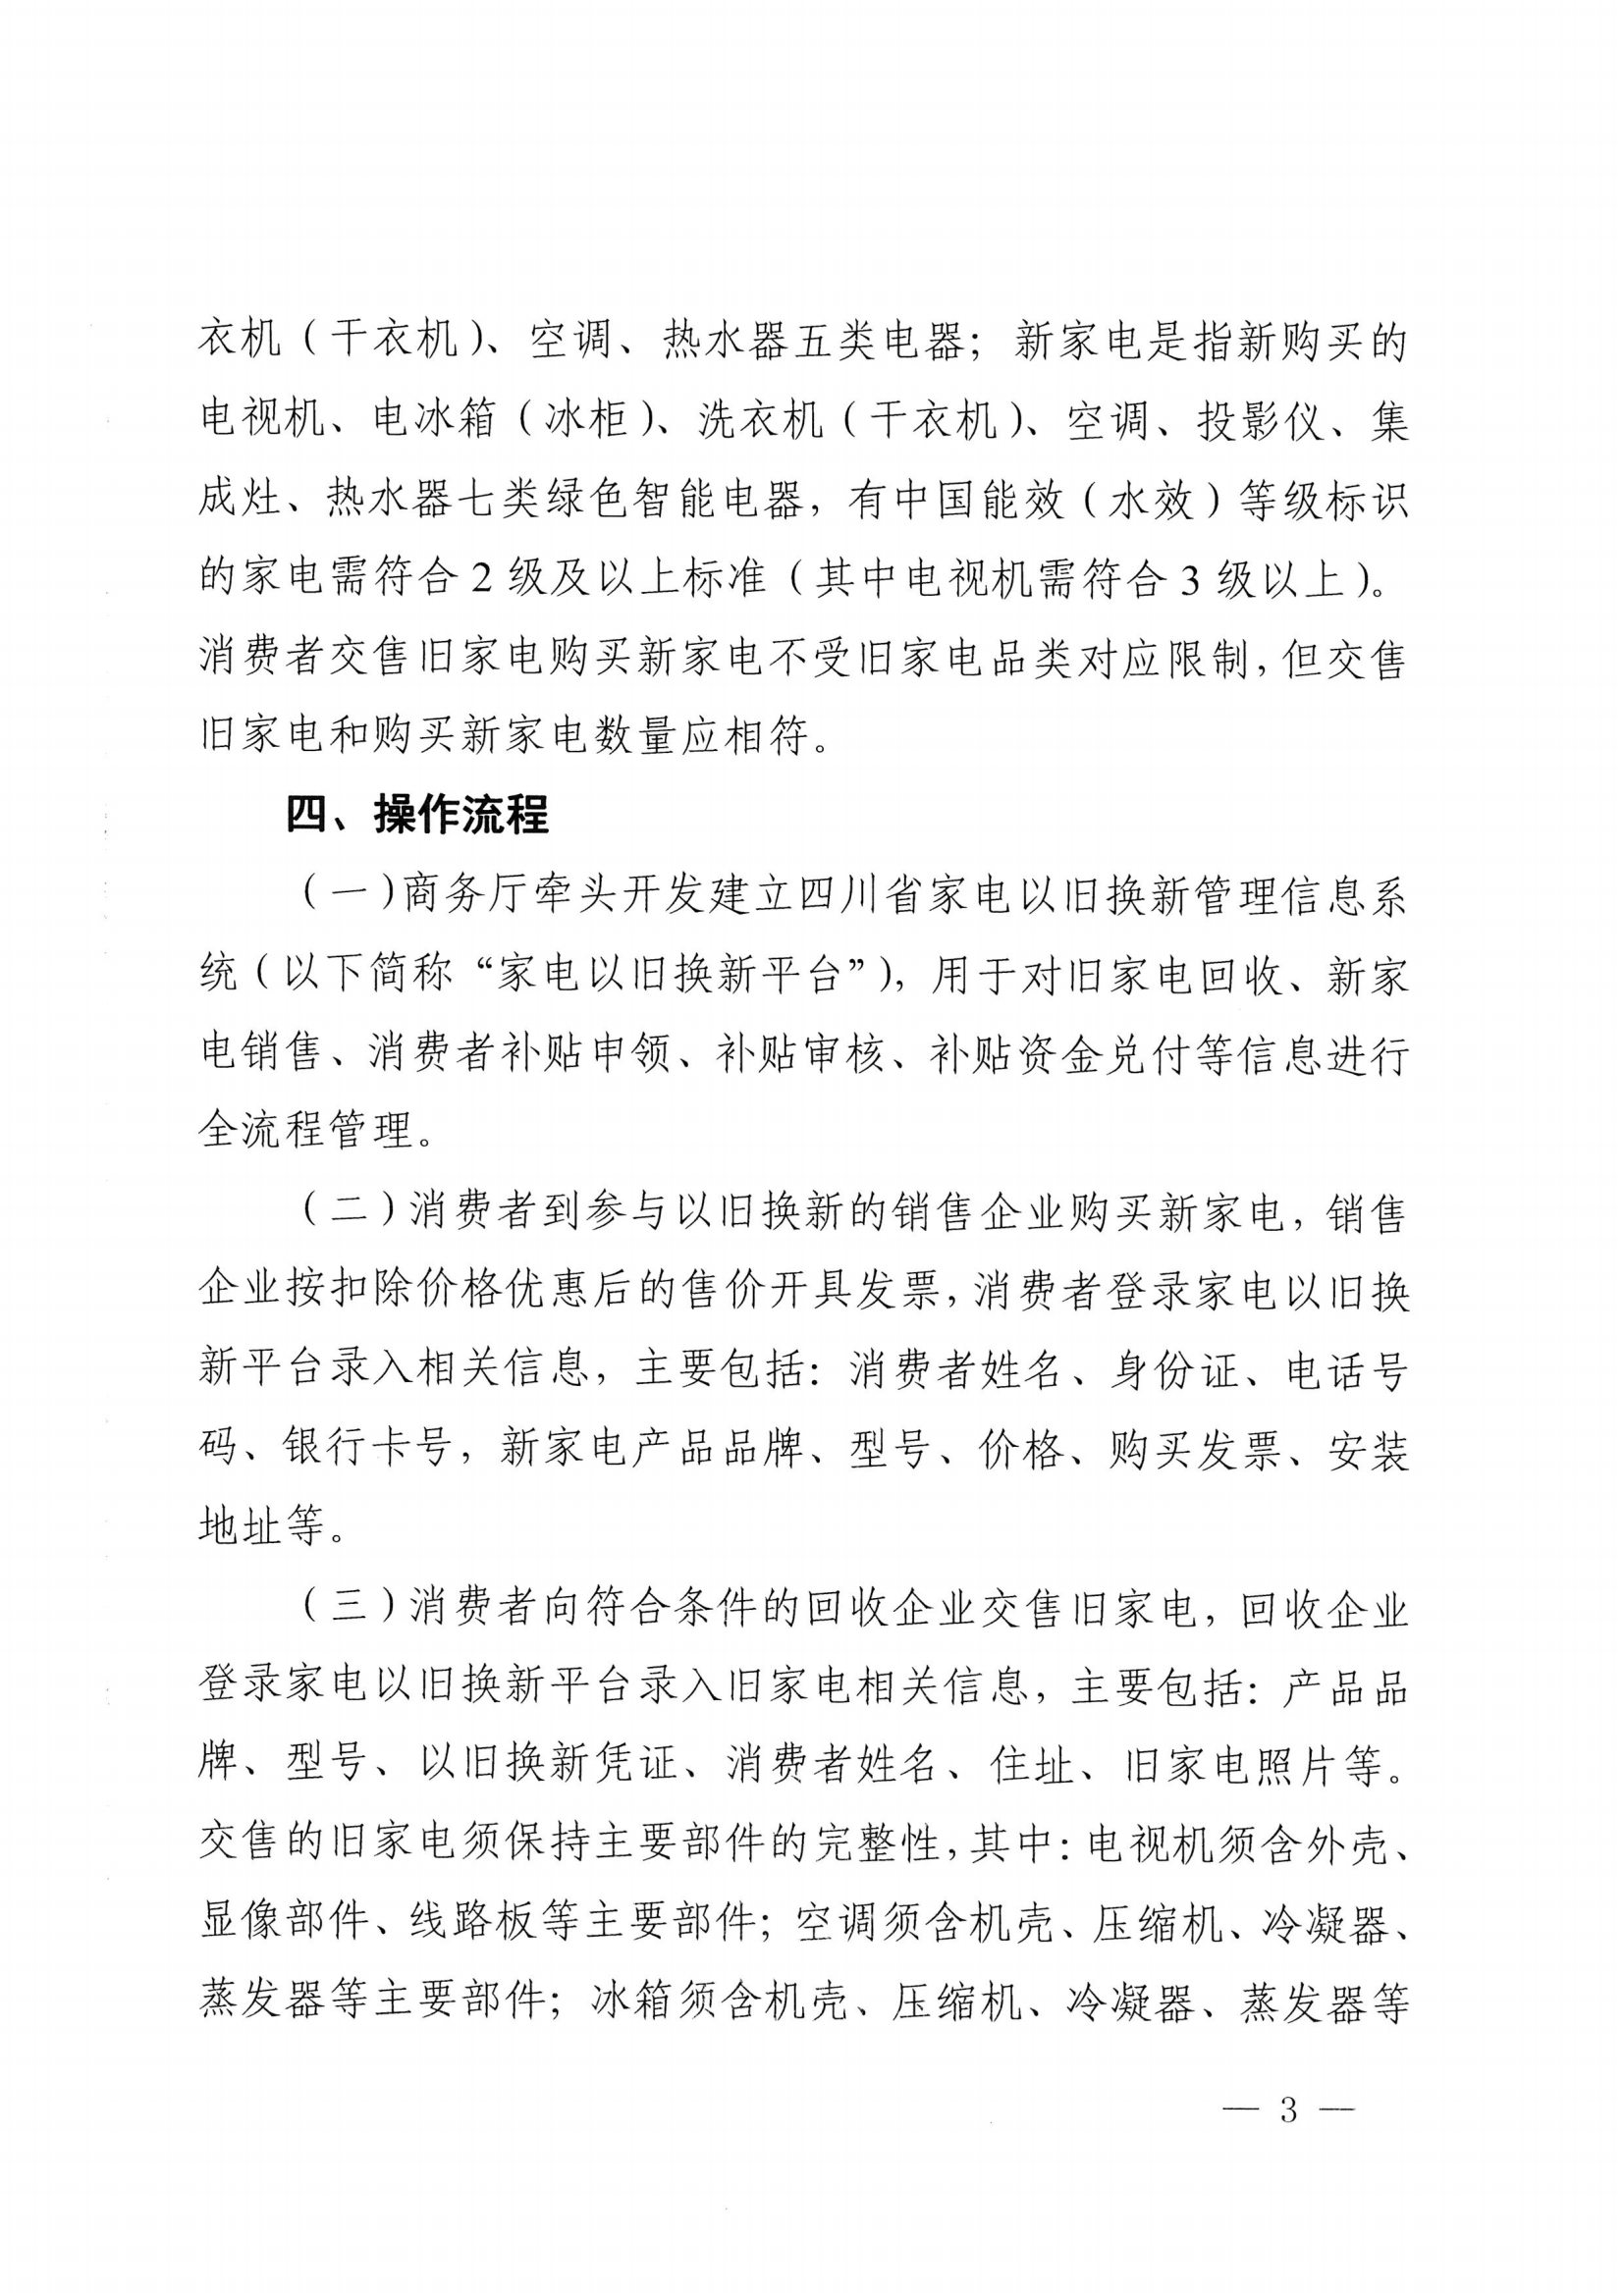 衣机（干衣机）、空调、热水器五类电器；新家电是指新购买的
电视机、电冰箱（冰柜）、洗衣机（干衣机）、空调、投影仪、集
成灶、热水器七类绿色智能电器，有中国能效（水效）等级标识
的家电需符合 2 级及以上标准（其中电视机需符合 3 级以上）。
消费者交售旧家电购买新家电不受旧家电品类对应限制，但交售
旧家电和购买新家电数量应相符。
四、操作流程
（一）商务厅牵头开发建立四川省家电以旧换新管理信息系
统（以下简称“家电以旧换新平台”），用于对旧家电回收、新家
电销售、消费者补贴申领、补贴审核、补贴资金兑付等信息进行
全流程管理。
（二）消费者到参与以旧换新的销售企业购买新家电，销售
企业按扣除价格优惠后的售价开具发票，消费者登录家电以旧换
新平台录入相关信息，主要包括：消费者姓名、身份证、电话号
码、银行卡号，新家电产品品牌、型号、价格、购买发票、安装
地址等。
（三）消费者向符合条件的回收企业交售旧家电，回收企业
登录家电以旧换新平台录入旧家电相关信息，主要包括：产品品
牌、型号、以旧换新凭证、消费者姓名、住址、旧家电照片等。
交售的旧家电须保持主要部件的完整性，其中：电视机须含外壳、
显像部件、线路板等主要部件；空调须含机壳、压缩机、冷凝器、
蒸发器等主要部件；冰箱须含机壳、压缩机、冷凝器、蒸发器等
— 3 —